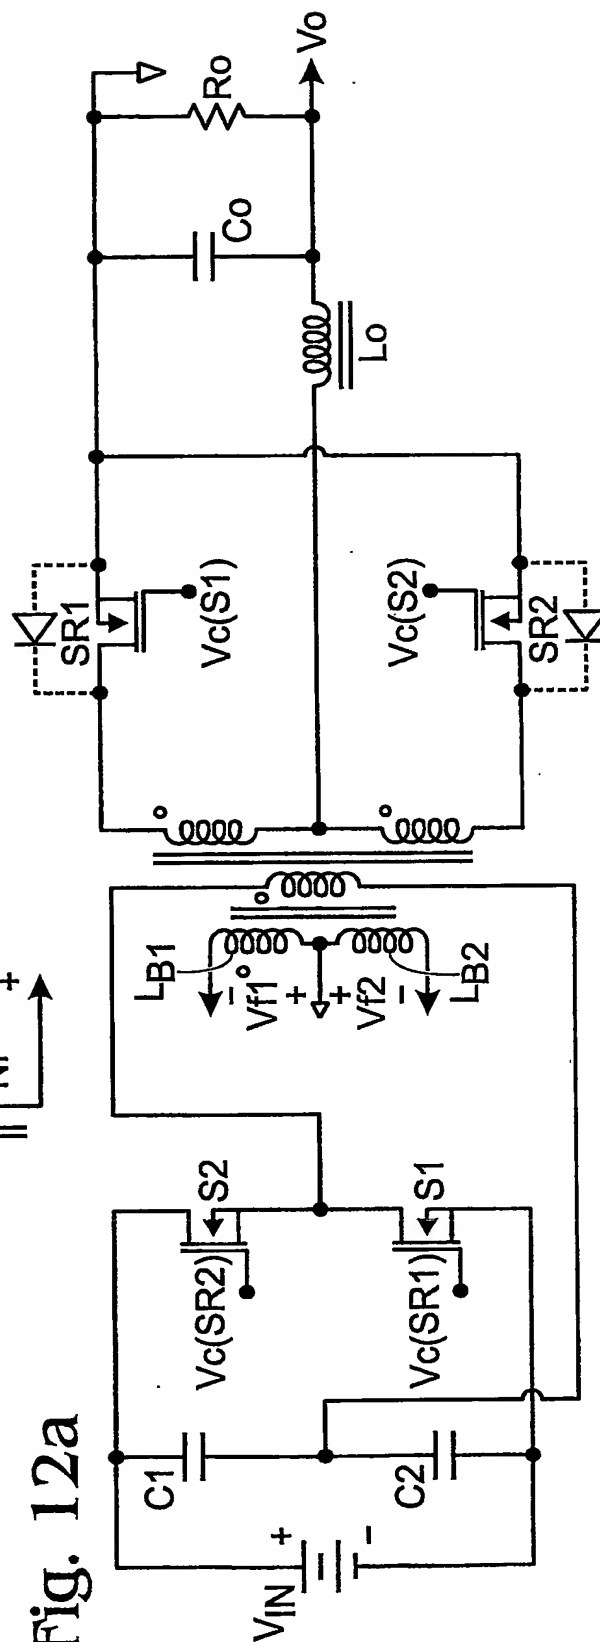 Fig. 12a
+
VIN
+
-
C1
C2
S2
Vc(SR2)
S1
Vc(SR1)
LB1
Vf1
-
+
+
Vf2
-
LB2
SR1
Vc(S1)
Vc(S2)
SR2
Lo
Co
Ro
Vo